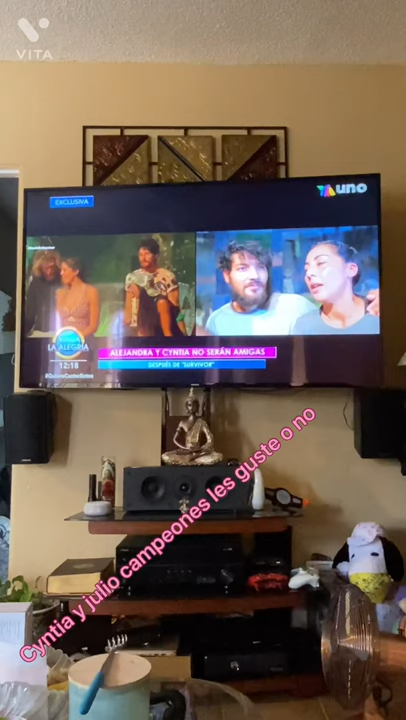 VITA
EXCLUSIVA
uno
LA ALEGRÍA
ALEJANDRA Y CYNTIA NO SERÁN AMIGAS
12:18
DESPUÉS DE "SURVIVOR"
Cyntia y julio campeones les guste o no